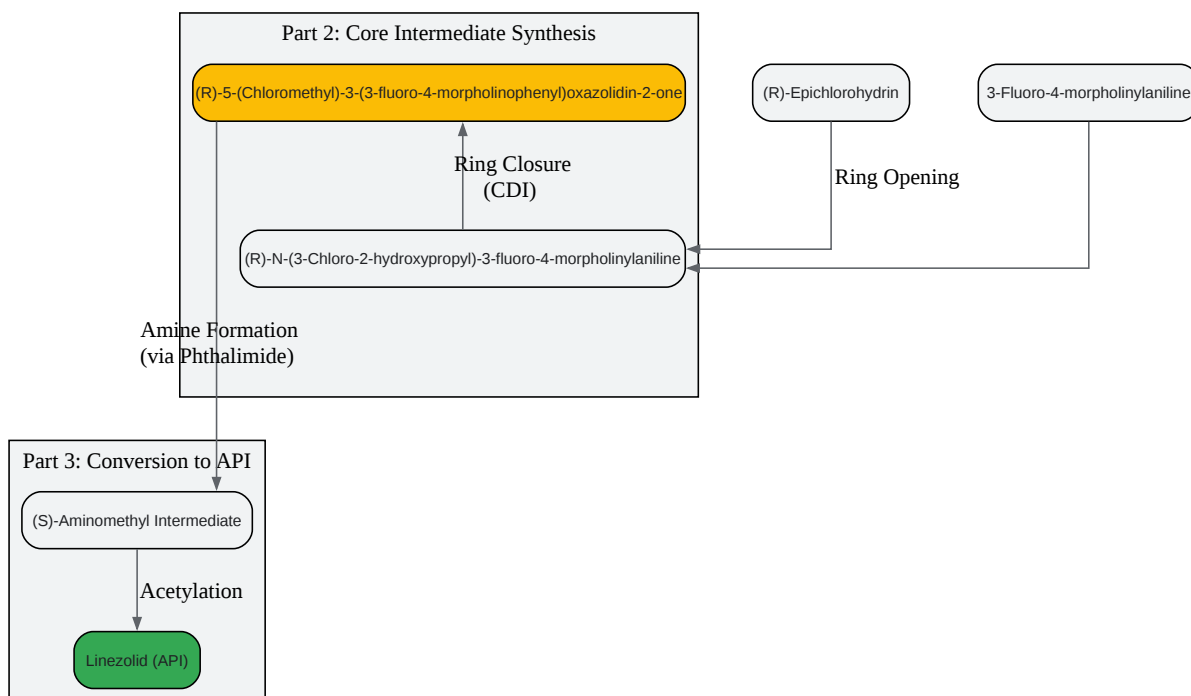 Part 2: Core Intermediate Synthesis
(R)-5-(Chloromethyl)-3-(3-fluoro-4-morpholinophenyl)oxazolidin-2-one
(R)-Epichlorohydrin
3-Fluoro-4-morpholinylaniline
Ring Closure
(CDI)
Ring Opening
(R)-N-(3-Chloro-2-hydroxypropyl)-3-fluoro-4-morpholinylaniline
Amine Formation
(via Phthalimide)
Part 3: Conversion to API
(S)-Aminomethyl Intermediate
Acetylation
Linezolid (API)